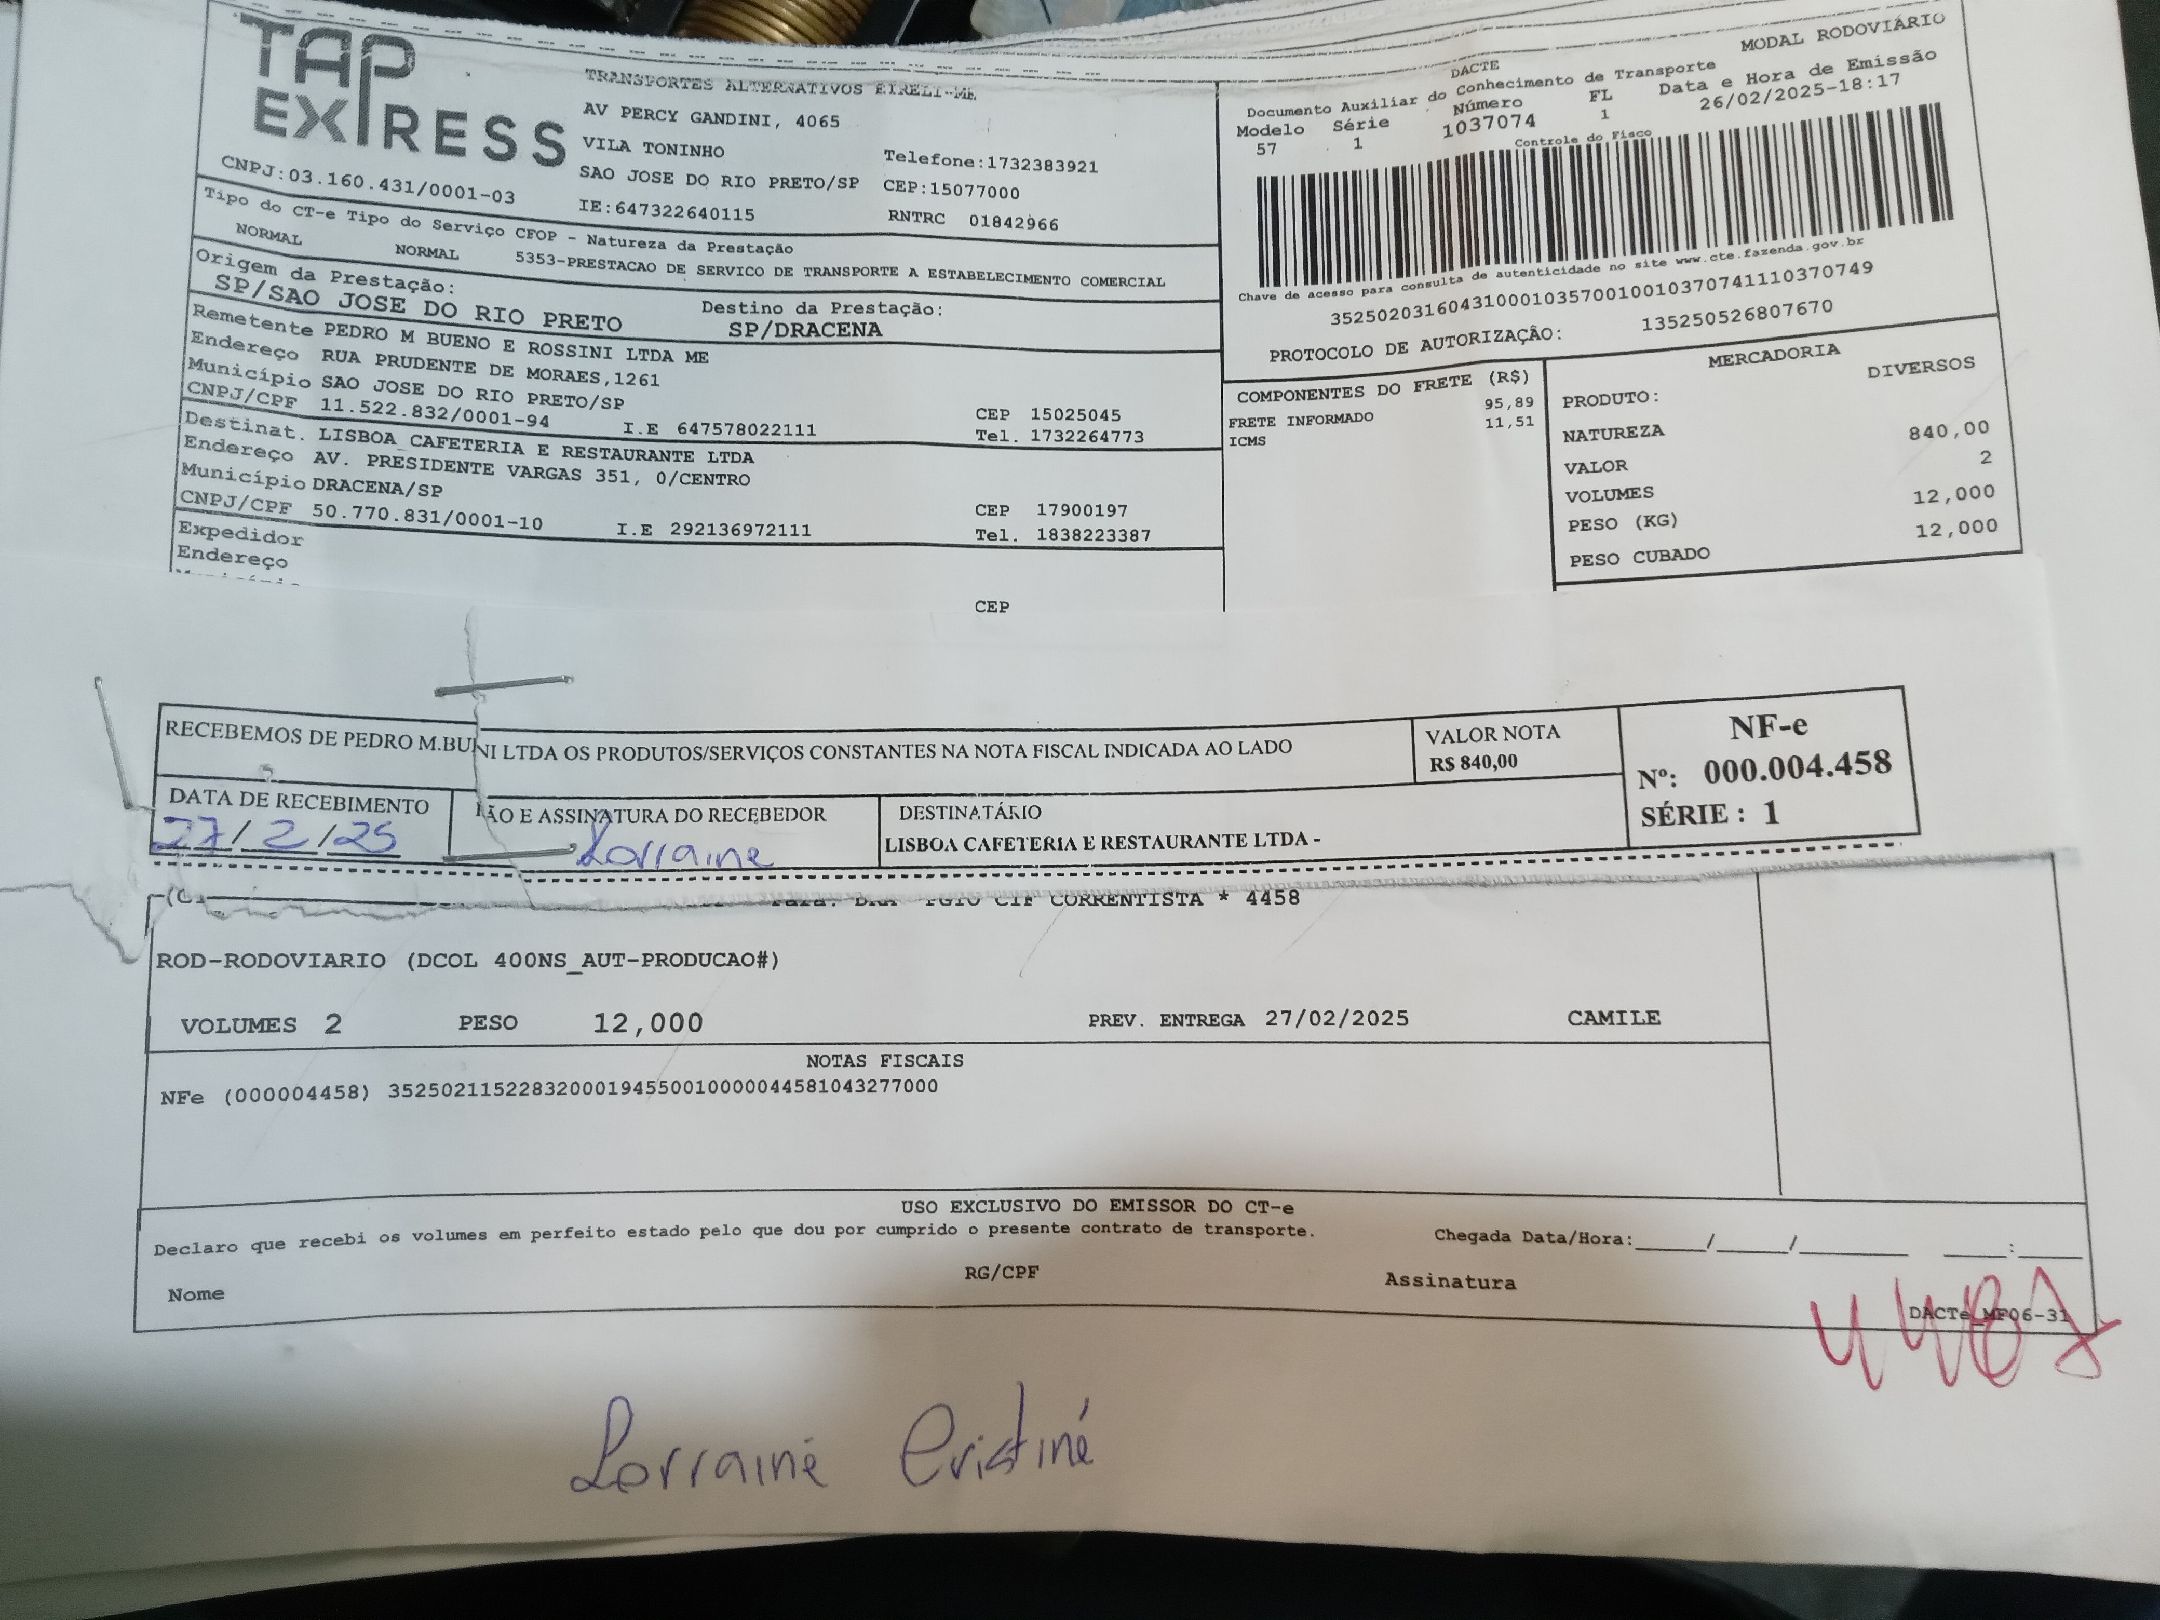 TAP EXPRESS
TRANSPORTES ALTERNATIVOS EIRELI-ME
AV PERCY GANDINI, 4065
VILA TONINHO
Telefone:1732383921
SAO JOSE DO RIO PRETO/SP CEP:15077000
CNPJ:03.160.431/0001-03
IE:647322640115 RNTRC 01842966
MODAL RODOVIÁRIO
DACTE
Documento Auxiliar do Conhecimento de Transporte
Modelo Série Número FL Data e Hora de Emissão
57 1 1037074 1 26/02/2025-18:17
Controle do Fisco
Chave de acesso para consulta de autenticidade no site www.cte.fazenda.gov.br
35250203160431000103570010010370741110370749
PROTOCOLO DE AUTORIZAÇÃO: 135250526807670
Tipo do CT-e Tipo do Serviço CFOP - Natureza da Prestação
NORMAL NORMAL 5353-PRESTACAO DE SERVICO DE TRANSPORTE A ESTABELECIMENTO COMERCIAL
Origem da Prestação: Destino da Prestação:
SP/SAO JOSE DO RIO PRETO SP/DRACENA
Remetente PEDRO M BUENO E ROSSINI LTDA ME
Endereço RUA PRUDENTE DE MORAES,1261
Município SAO JOSE DO RIO PRETO/SP CEP 15025045
CNPJ/CPF 11.522.832/0001-94 I.E 647578022111 Tel. 1732264773
Destinat. LISBOA CAFETERIA E RESTAURANTE LTDA
Endereço AV. PRESIDENTE VARGAS 351, 0/CENTRO
Município DRACENA/SP CEP 17900197
CNPJ/CPF 50.770.831/0001-10 I.E 292136972111 Tel. 1838223387
Expedidor
Endereço
CEP
COMPONENTES DO FRETE (R$)
FRETE INFORMADO 95,89
ICMS 11,51
MERCADORIA
PRODUTO: DIVERSOS
NATUREZA
VALOR 840,00
VOLUMES 2
PESO (KG) 12,000
PESO CUBADO 12,000
RECEBEMOS DE PEDRO M.BU NI LTDA OS PRODUTOS/SERVIÇOS CONSTANTES NA NOTA FISCAL INDICADA AO LADO
VALOR NOTA
R$ 840,00
NF-e
Nº: 000.004.458
SÉRIE : 1
DATA DE RECEBIMENTO
27/2/25
ÃO E ASSINATURA DO RECEBEDOR
Lorraine
DESTINATÁRIO
LISBOA CAFETERIA E RESTAURANTE LTDA -
CIF CORRENTISTA * 4458
ROD-RODOVIARIO (DCOL 400NS_AUT-PRODUCAO#)
VOLUMES 2 PESO 12,000 PREV. ENTREGA 27/02/2025 CAMILE
NOTAS FISCAIS
NFe (000004458) 35250211522832000194550010000044581043277000
USO EXCLUSIVO DO EMISSOR DO CT-e
Declaro que recebi os volumes em perfeito estado pelo que dou por cumprido o presente contrato de transporte.
Chegada Data/Hora:_____/_____/________ ____:_____
Nome RG/CPF Assinatura
DACTe_MF06-31
Lorraine Cristine